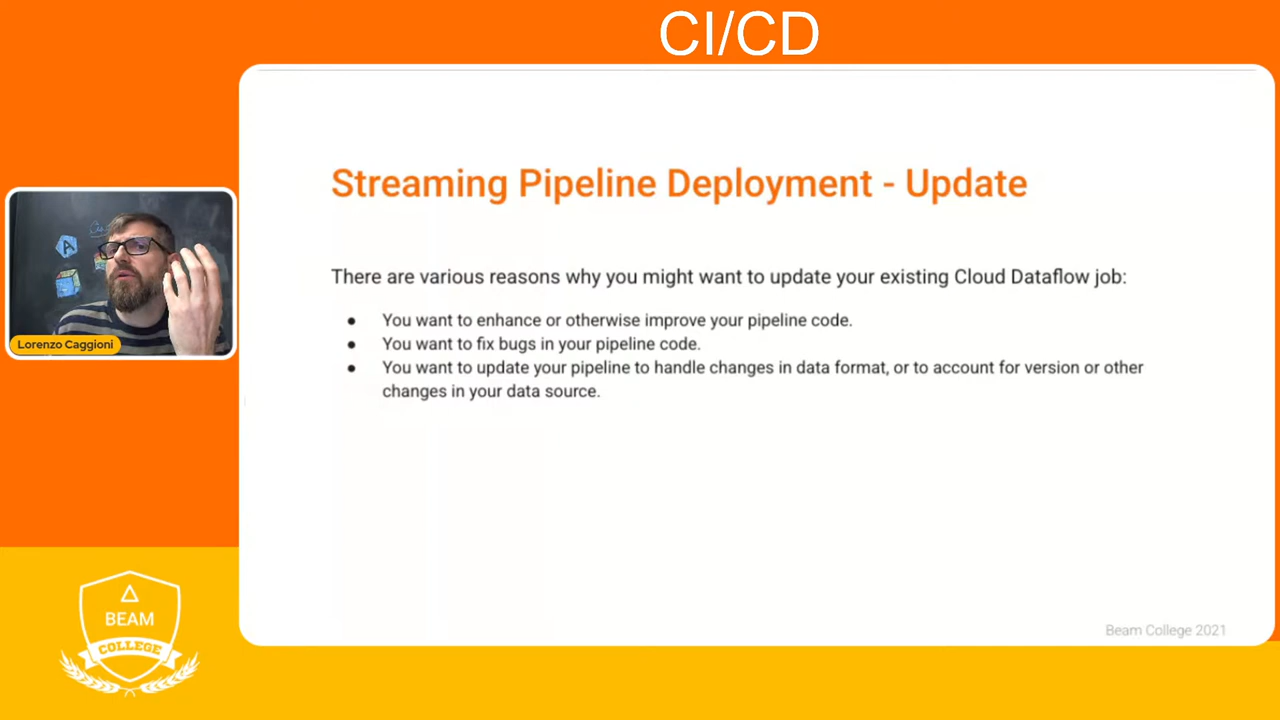 CI/CD
Streaming Pipeline Deployment - Update
There are various reasons why you might want to update your existing Cloud Dataflow job:
● You want to enhance or otherwise improve your pipeline code.
● You want to fix bugs in your pipeline code.
● You want to update your pipeline to handle changes in data format, or to account for version or other
changes in your data source.
Lorenzo Caggioni
BEAM
COLLEGE
Beam College 2021